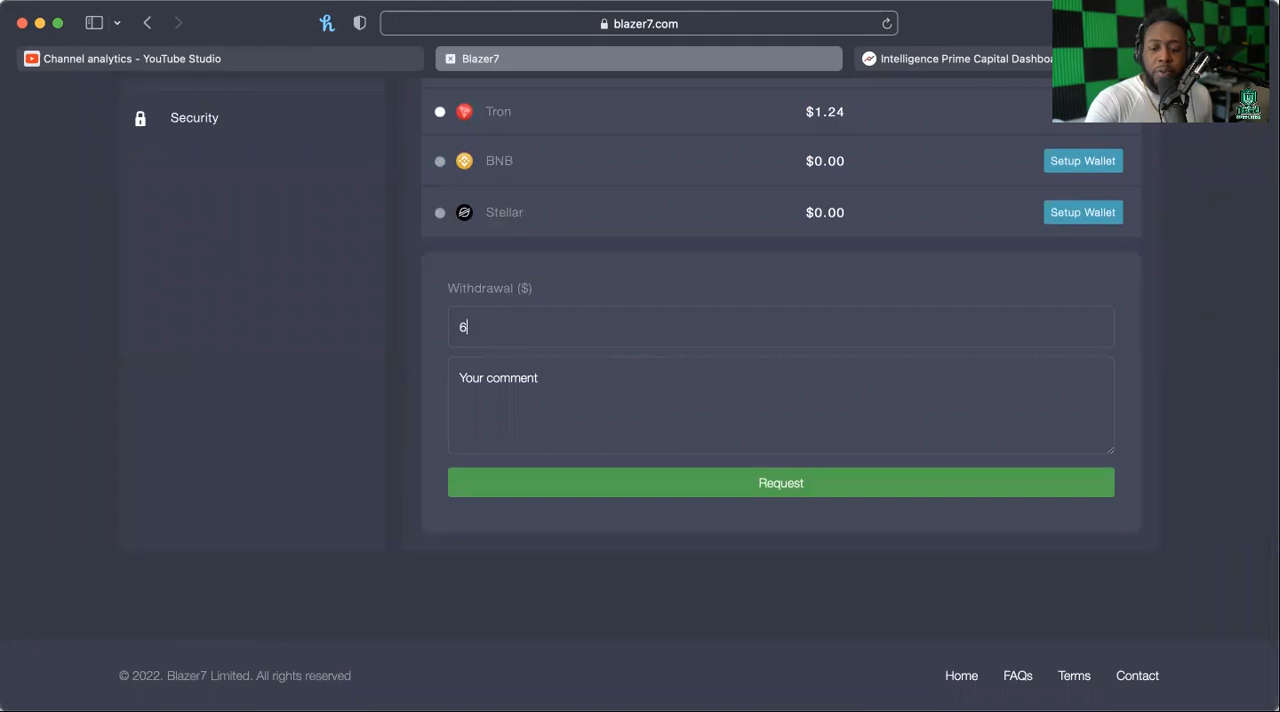 blazer7.com
Channel analytics - YouTube Studio
Blazer7
Intelligence Prime Capital Dashboa
Security
Tron
$1.24
BNB
$0.00
Setup Wallet
Stellar
$0.00
Setup Wallet
Withdrawal ($)
6
Your comment
Request
© 2022. Blazer7 Limited. All rights reserved
Home
FAQs
Terms
Contact